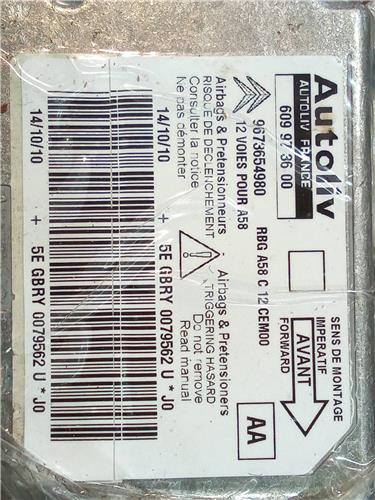 Autoliv
AUTOLIV FRANCE
609 97 36 00
9673654980
12 VOIES POUR A58
RBG A58 C 12 CEM00
SENS DE MONTAGE
IMPERATIF
AVANT
FORWARD
AA
Airbags & Pretensionneurs
RISQUE DE DECLENCHEMENT
Consulter la notice
Ne pas démonter
Airbags & Pretensioners
TRIGGERING HASARD
Do not remove
Read manual
14/10/10 + 5E GBRY 0079562 U * J0
14/10/10 + 5E GBRY 0079562 U * J0